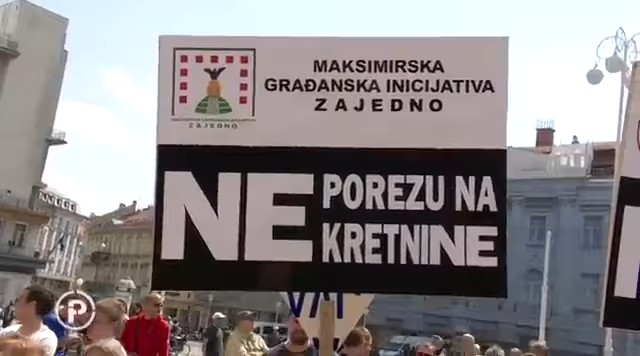 MAKSIMIRSKA
GRAĐANSKA INICIJATIVA
ZAJEDNO
ZAJEDNO
NE POREZU NA
KRETNINE